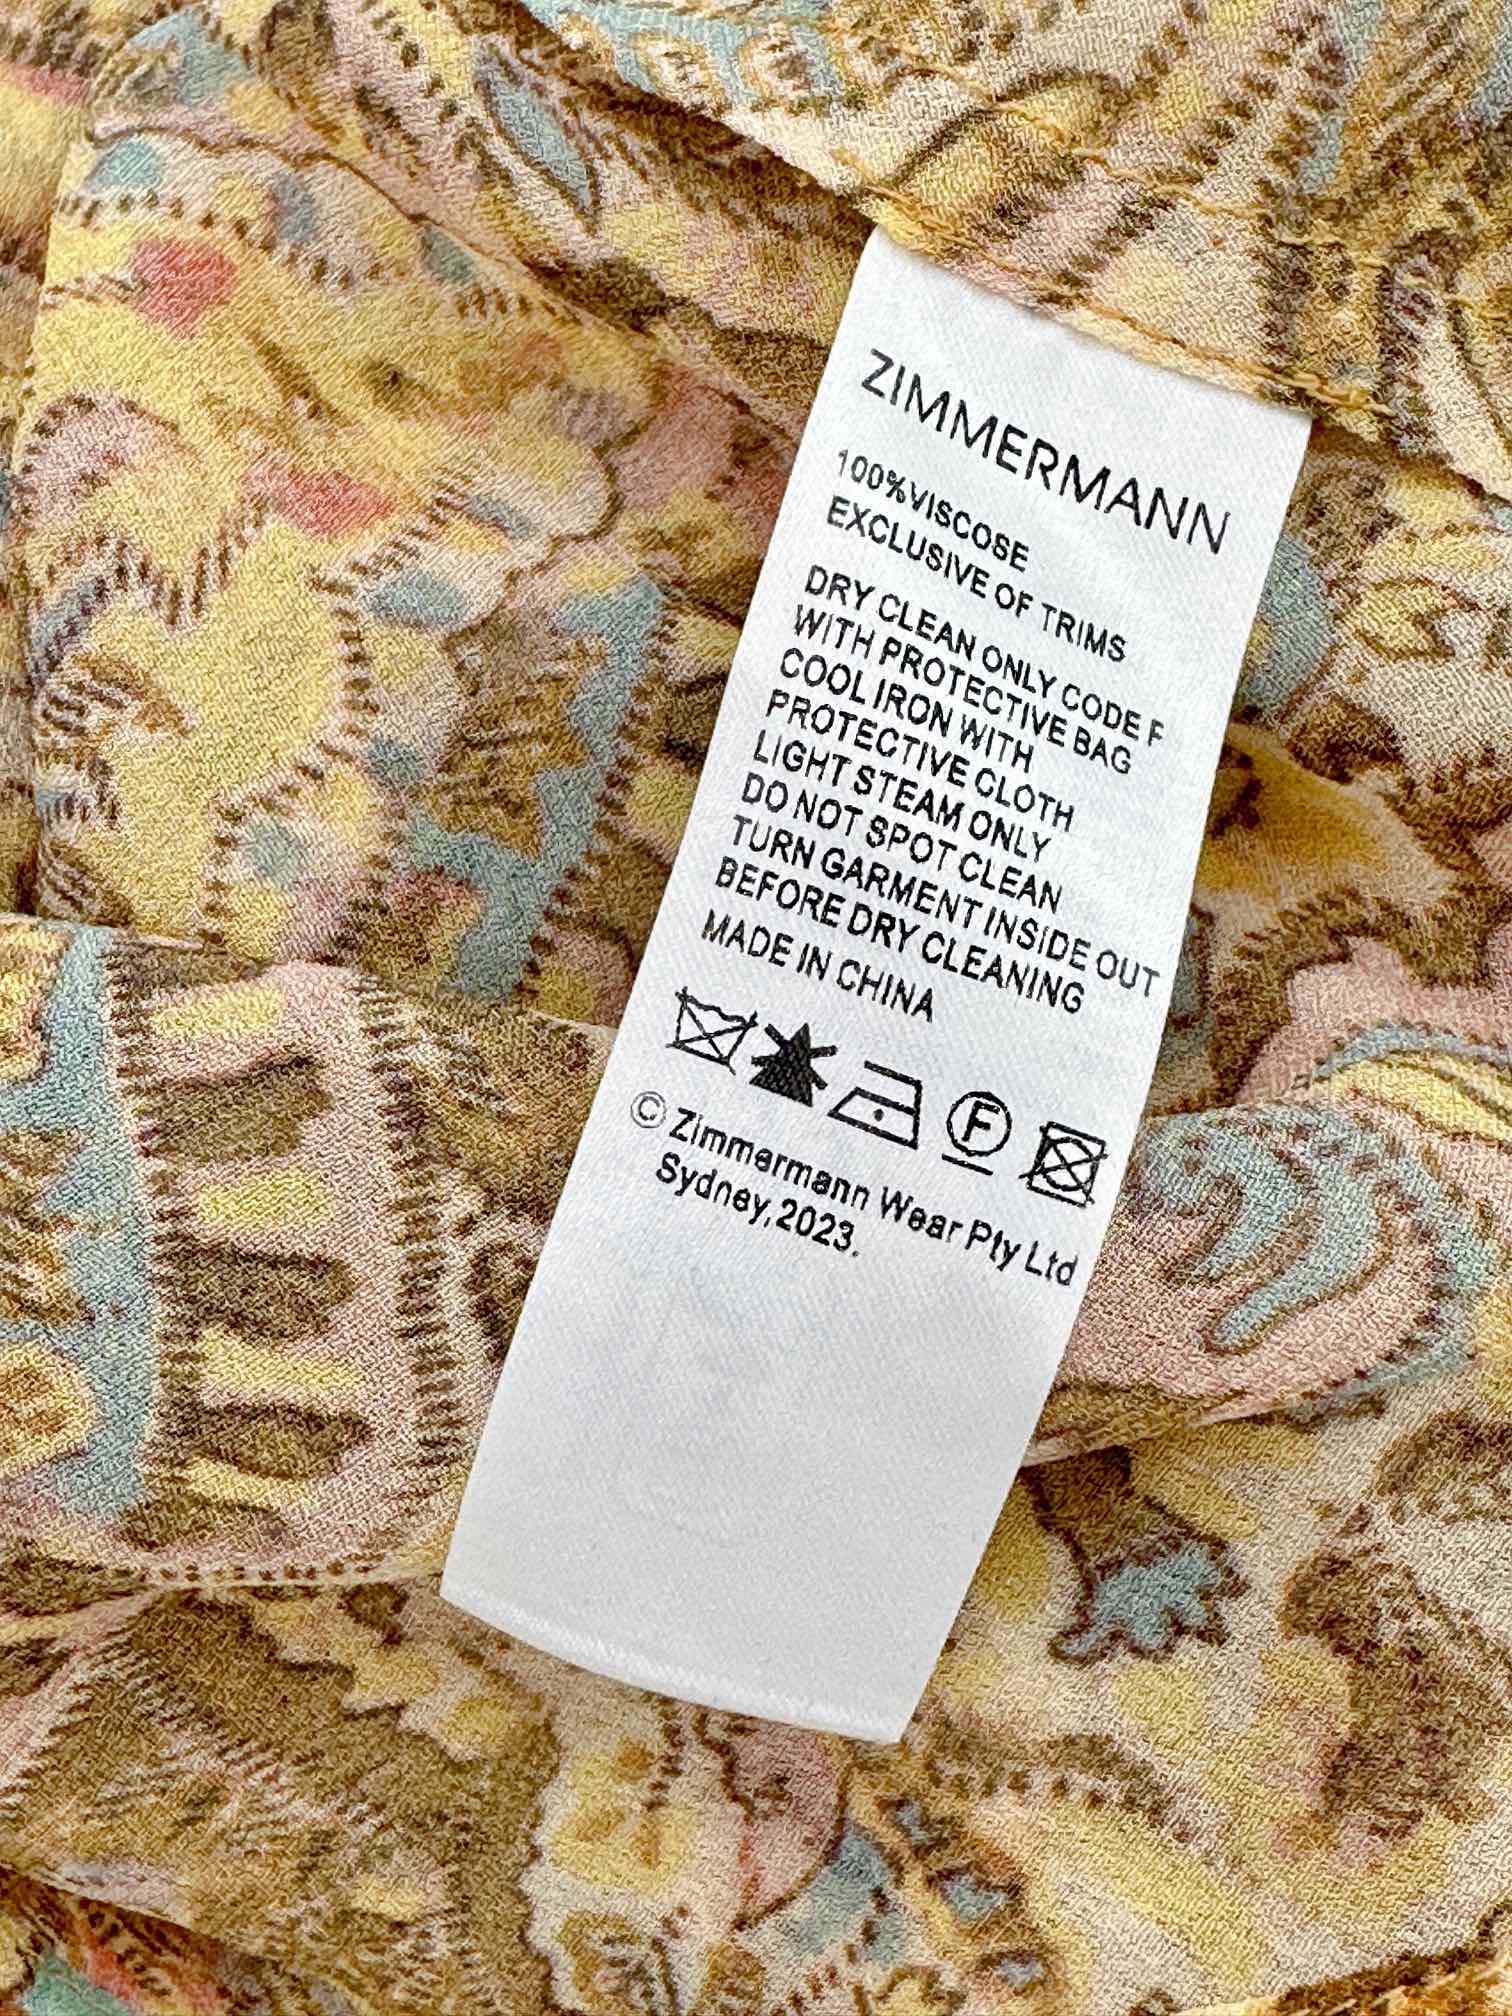 ZIMMERMANN
100%VISCOSE
EXCLUSIVE OF TRIMS
DRY CLEAN ONLY CODE F
WITH PROTECTIVE BAG
COOL IRON WITH
PROTECTIVE CLOTH
LIGHT STEAM ONLY
DO NOT SPOT CLEAN
TURN GARMENT INSIDE OUT
BEFORE DRY CLEANING
MADE IN CHINA
F
© Zimmermann Wear Pty Ltd
Sydney,2023.